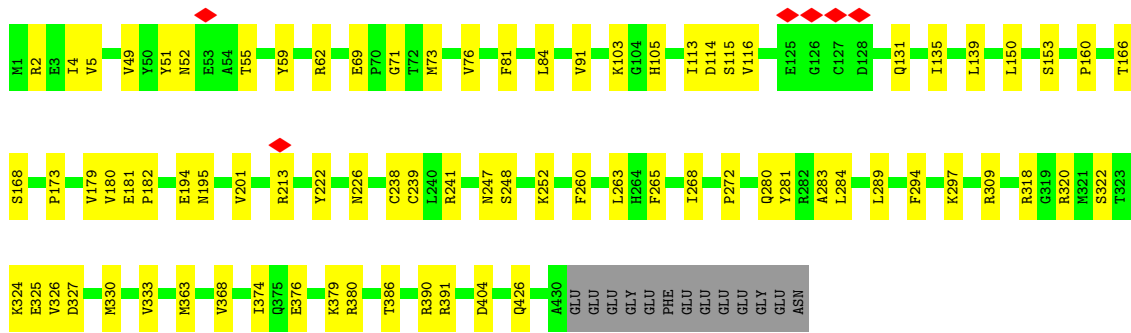 M1 R2 E3 I4 V5 V49 Y50 Y51 N52 E53 A54 T55 Y59 R62 E69 P70 G71 T72 M73 V76 F81 L84 V91 K103 G104 H105 I113 D114 S115 V116 E125 G126 C127 D128 Q131 I135 L139 L150 S153 P160 T166
S168 P173 V179 V180 E181 P182 E194 N195 V201 R213 Y222 N226 C238 C239 L240 R241 N247 S248 K252 F260 L263 H264 F265 I268 P272 Q280 Y281 R282 A283 L284 L289 F294 K297 R309 R318 G319 R320 M321 S322 T323
K324 E325 V326 D327 M330 V333 M363 V368 I374 Q375 E376 K379 R380 T386 R390 R391 D404 Q426 A430 GLU GLU GLU GLY GLU PHE GLU GLU GLU GLU GLY GLU ASN